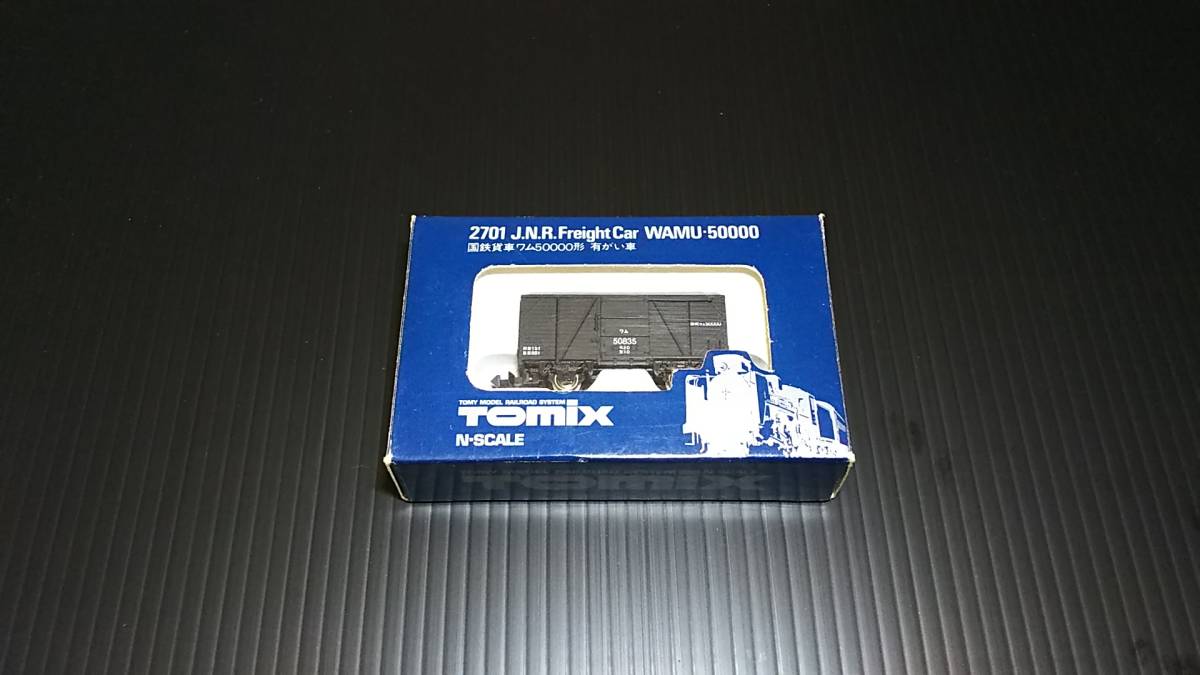 2701 J.N.R. Freight Car WAMU·50000
国鉄貨車ワム50000形 有がい車
ワム
50835
TOMY MODEL RAILROAD SYSTEM
TOMIX
N·SCALE
TOMIX